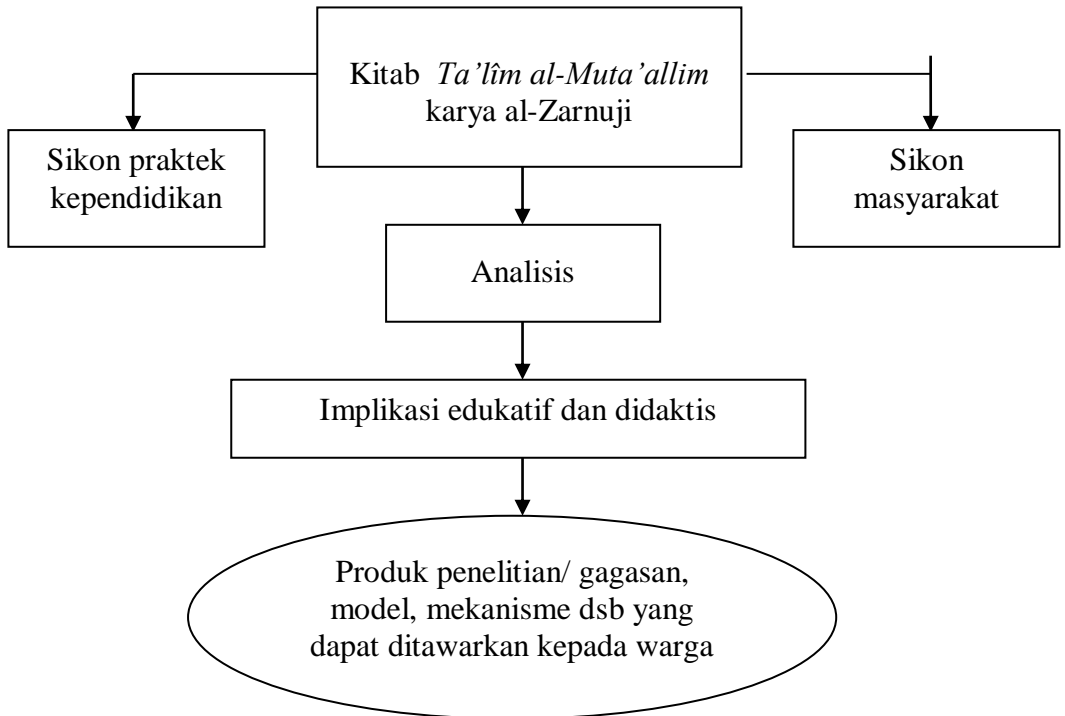 Kitab Ta’lîm al-Muta’allim
karya al-Zarnuji
Sikon praktek
kependidikan
Sikon
masyarakat
Analisis
Implikasi edukatif dan didaktis
Produk penelitian/ gagasan,
model, mekanisme dsb yang
dapat ditawarkan kepada warga